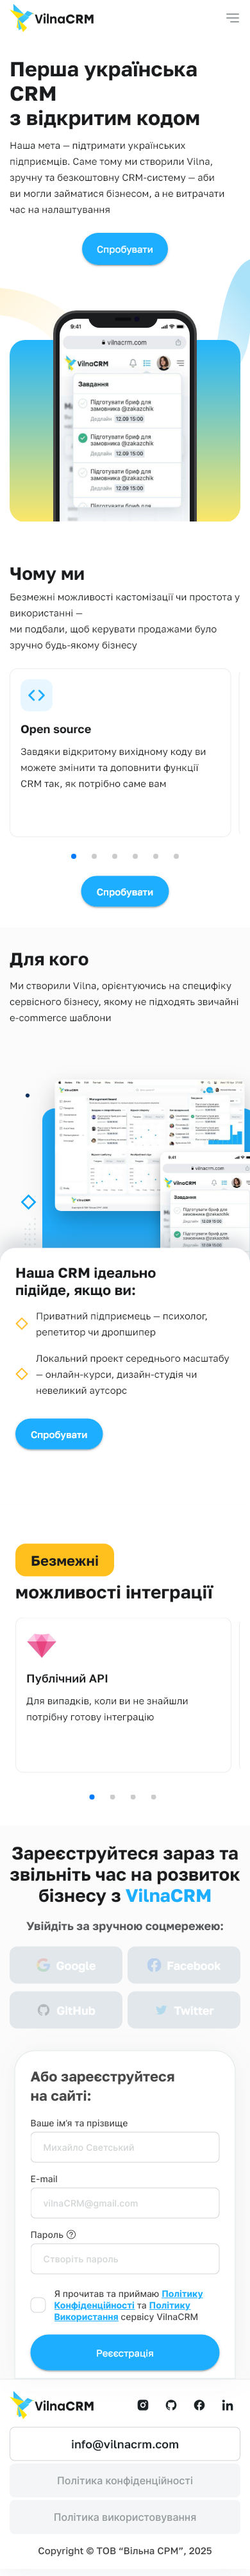 VilnaCRM
Перша українська
CRM
з відкритим кодом
Наша мета — підтримати українських
підприємців. Саме тому ми створили Vilna,
зручну та безкоштовну CRM-систему — аби
ви могли займатися бізнесом, а не витрачати
час на налаштування
Спробувати
9:41
vilnacrm.com
VilnaCRM
Завдання
Підготувати бриф для
замовника @zakazchik
Дедлайн 12.09 15:00
Підготувати бриф для
замовника @zakazchik
Дедлайн 12.09 15:00
Підготувати бриф для
замовника @zakazchik
Дедлайн 12.09 15:00
Підготувати бриф для
Чому ми
Безмежні можливості кастомізації чи простота у
використанні —
ми подбали, щоб керувати продажами було
зручно будь-якому бізнесу
Open source
Завдяки відкритому вихідному коду ви
можете змінити та доповнити функції
CRM так, як потрібно саме вам
Спробувати
Для кого
Ми створили Vilna, орієнтуючись на специфіку
сервісного бізнесу, якому не підходять звичайні
e-commerce шаблони
9:41
vilnacrm.com
VilnaCRM
Завдання
Підготувати бриф для
замовника @zakazchik
Дедлайн 12.09 15:00
Підготувати бриф для
замовника @zakazchik
Наша CRM ідеально
підійде, якщо ви:
Приватний підприємець — психолог,
репетитор чи дропшипер
Локальний проект середнього масштабу
— онлайн-курси, дизайн-студія чи
невеликий аутсорс
Спробувати
Безмежні
можливості інтеграції
Публічний API
Для випадків, коли ви не знайшли
потрібну готову інтеграцію
Зареєструйтеся зараз та
звільніть час на розвиток
бізнесу з VilnaCRM
Увійдіть за зручною соцмережею:
Google
Facebook
GitHub
Twitter
Або зареєструйтеся
на сайті:
Ваше ім'я та прізвище
Михайло Светський
E-mail
vilnaCRM@gmail.com
Пароль
Створіть пароль
Я прочитав та приймаю Політику
Конфіденційності та Політику
Використання сервісу VilnaCRM
Реєєстрація
VilnaCRM
info@vilnacrm.com
Політика конфіденційності
Політика використовування
Copyright © ТОВ “Вільна СРМ”, 2025